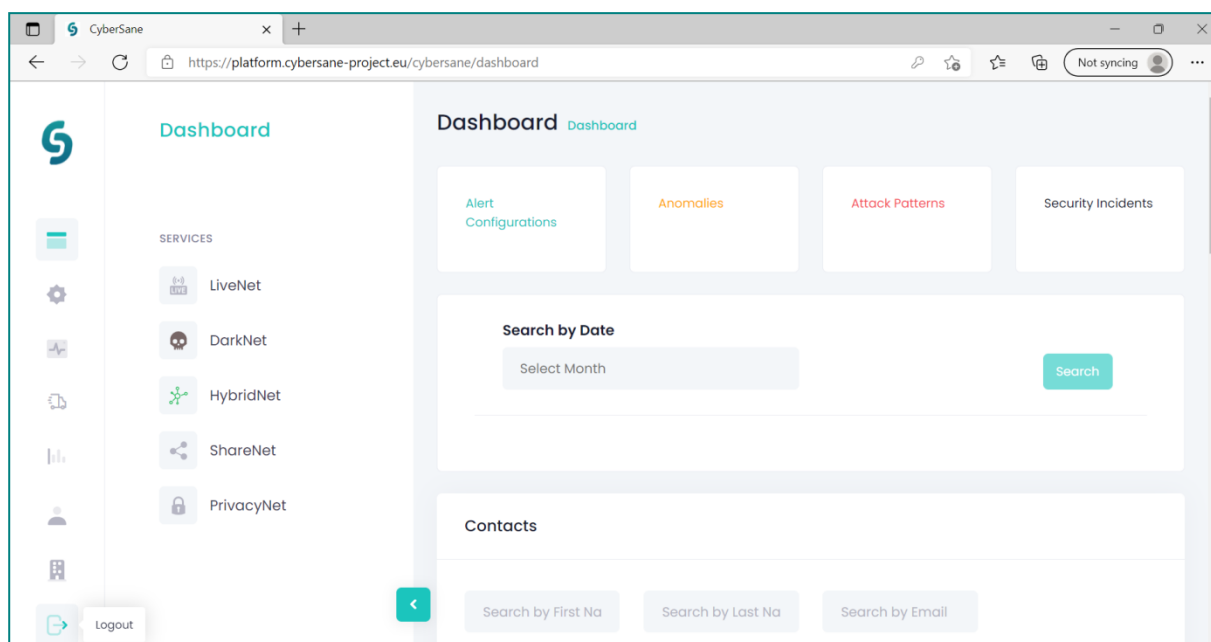 CyberSane
https://platform.cybersane-project.eu/cybersane/dashboard
Not syncing
Dashboard
SERVICES
LIVE
LiveNet
DarkNet
HybridNet
ShareNet
PrivacyNet
Logout
Dashboard Dashboard
Alert
Configurations
Anomalies
Attack Patterns
Security Incidents
Search by Date
Select Month
Search
Contacts
Search by First Na
Search by Last Na
Search by Email